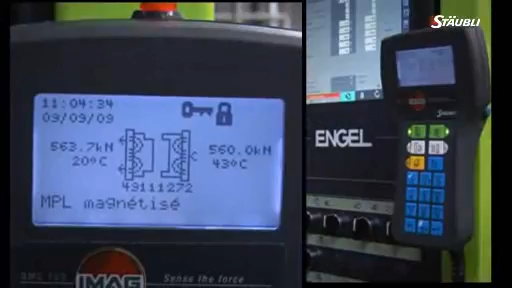 STÄUBLI
11:04:34
09/09/09
563.7kN
20°C
560.0kN
43°C
49111272
MPL magnétisé
IMAG
Sense the force
ENGEL